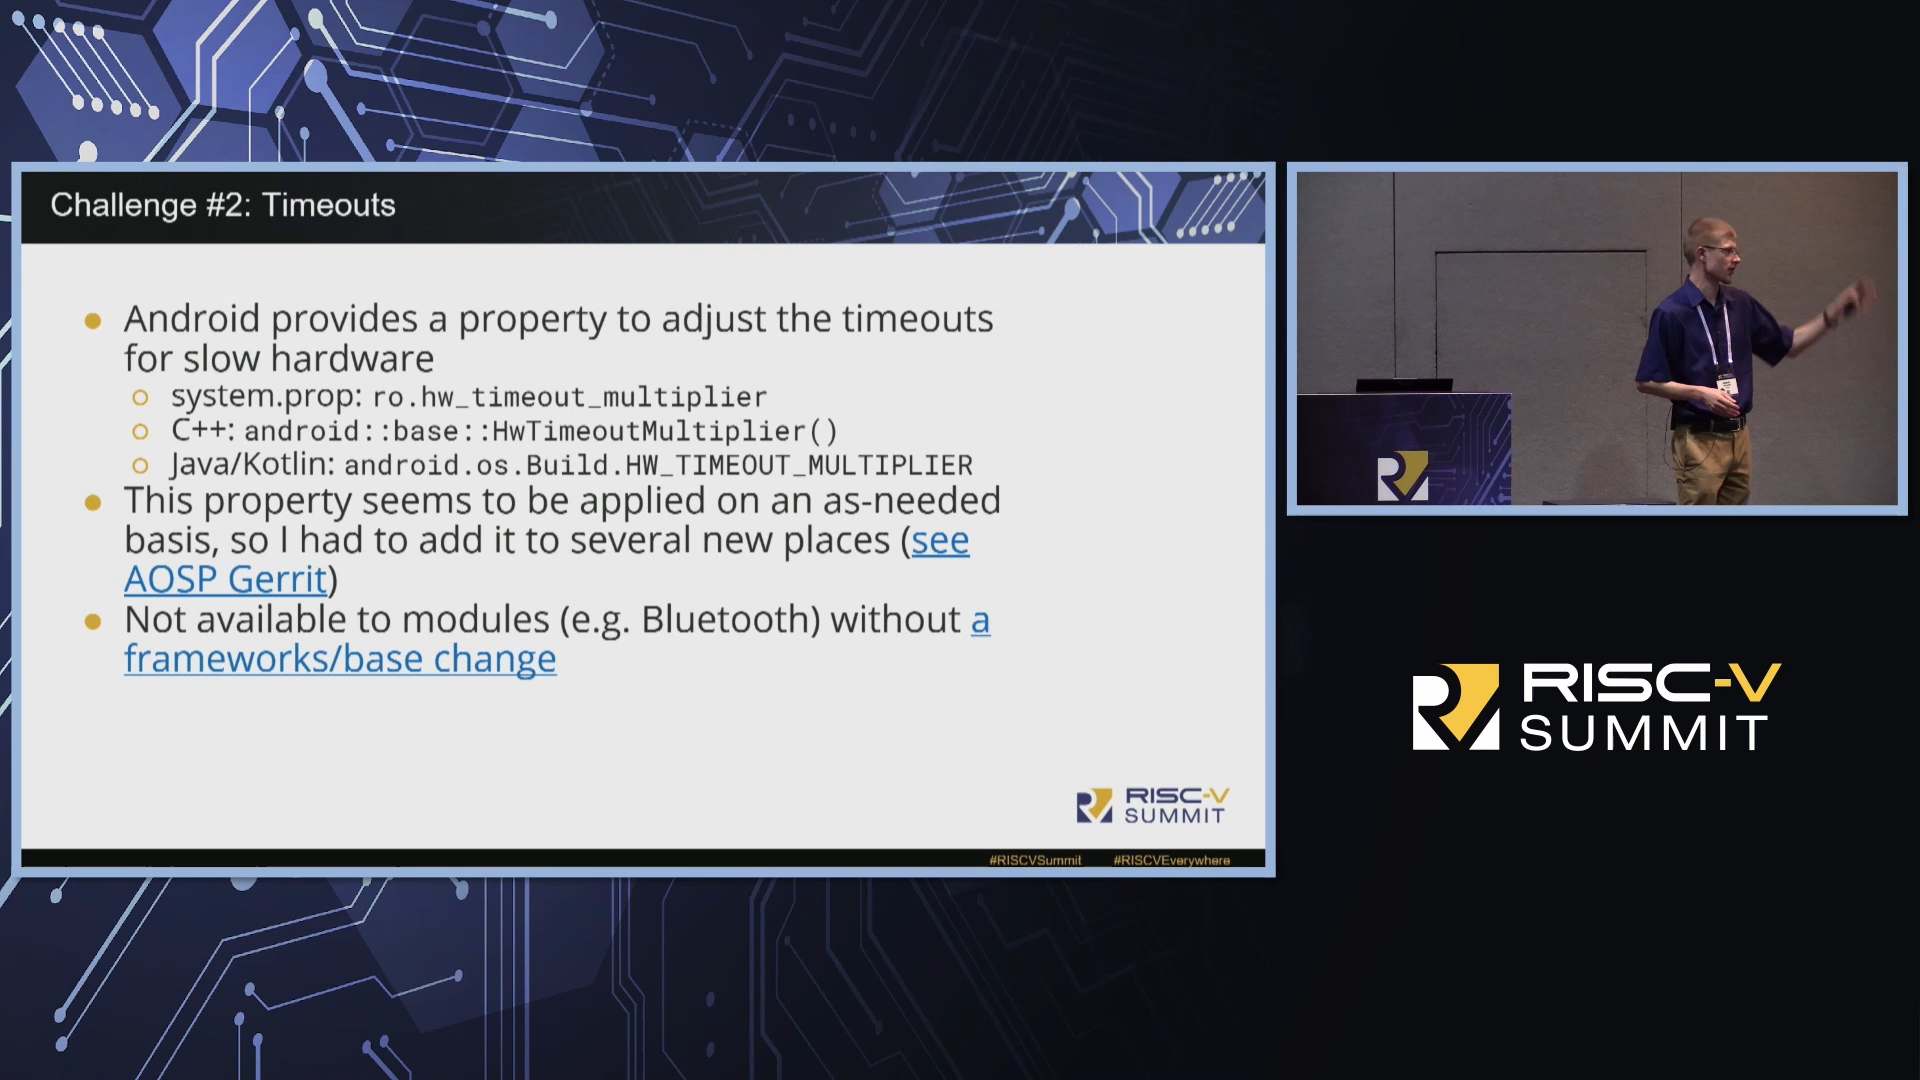 Challenge #2: Timeouts
Android provides a property to adjust the timeouts
for slow hardware
system.prop: ro.hw_timeout_multiplier
C++: android::base::HwTimeoutMultiplier()
Java/Kotlin: android.os.Build.HW_TIMEOUT_MULTIPLIER
This property seems to be applied on an as-needed
basis, so I had to add it to several new places (see
AOSP Gerrit)
Not available to modules (e.g. Bluetooth) without a
frameworks/base change
RISC-V
SUMMIT
#RISCVSummit #RISCVEverywhere
RISC-V
SUMMIT